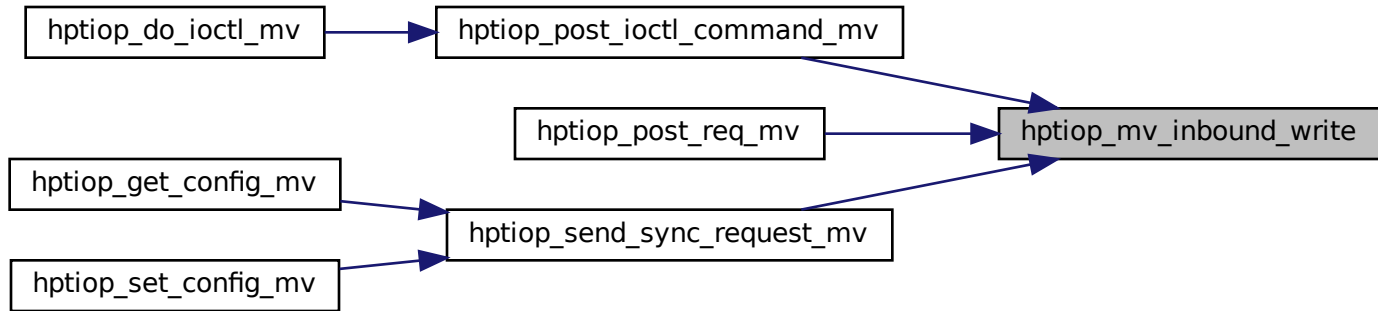 hptiop_do_ioctl_mv
hptiop_post_ioctl_command_mv
hptiop_post_req_mv
hptiop_mv_inbound_write
hptiop_get_config_mv
hptiop_send_sync_request_mv
hptiop_set_config_mv